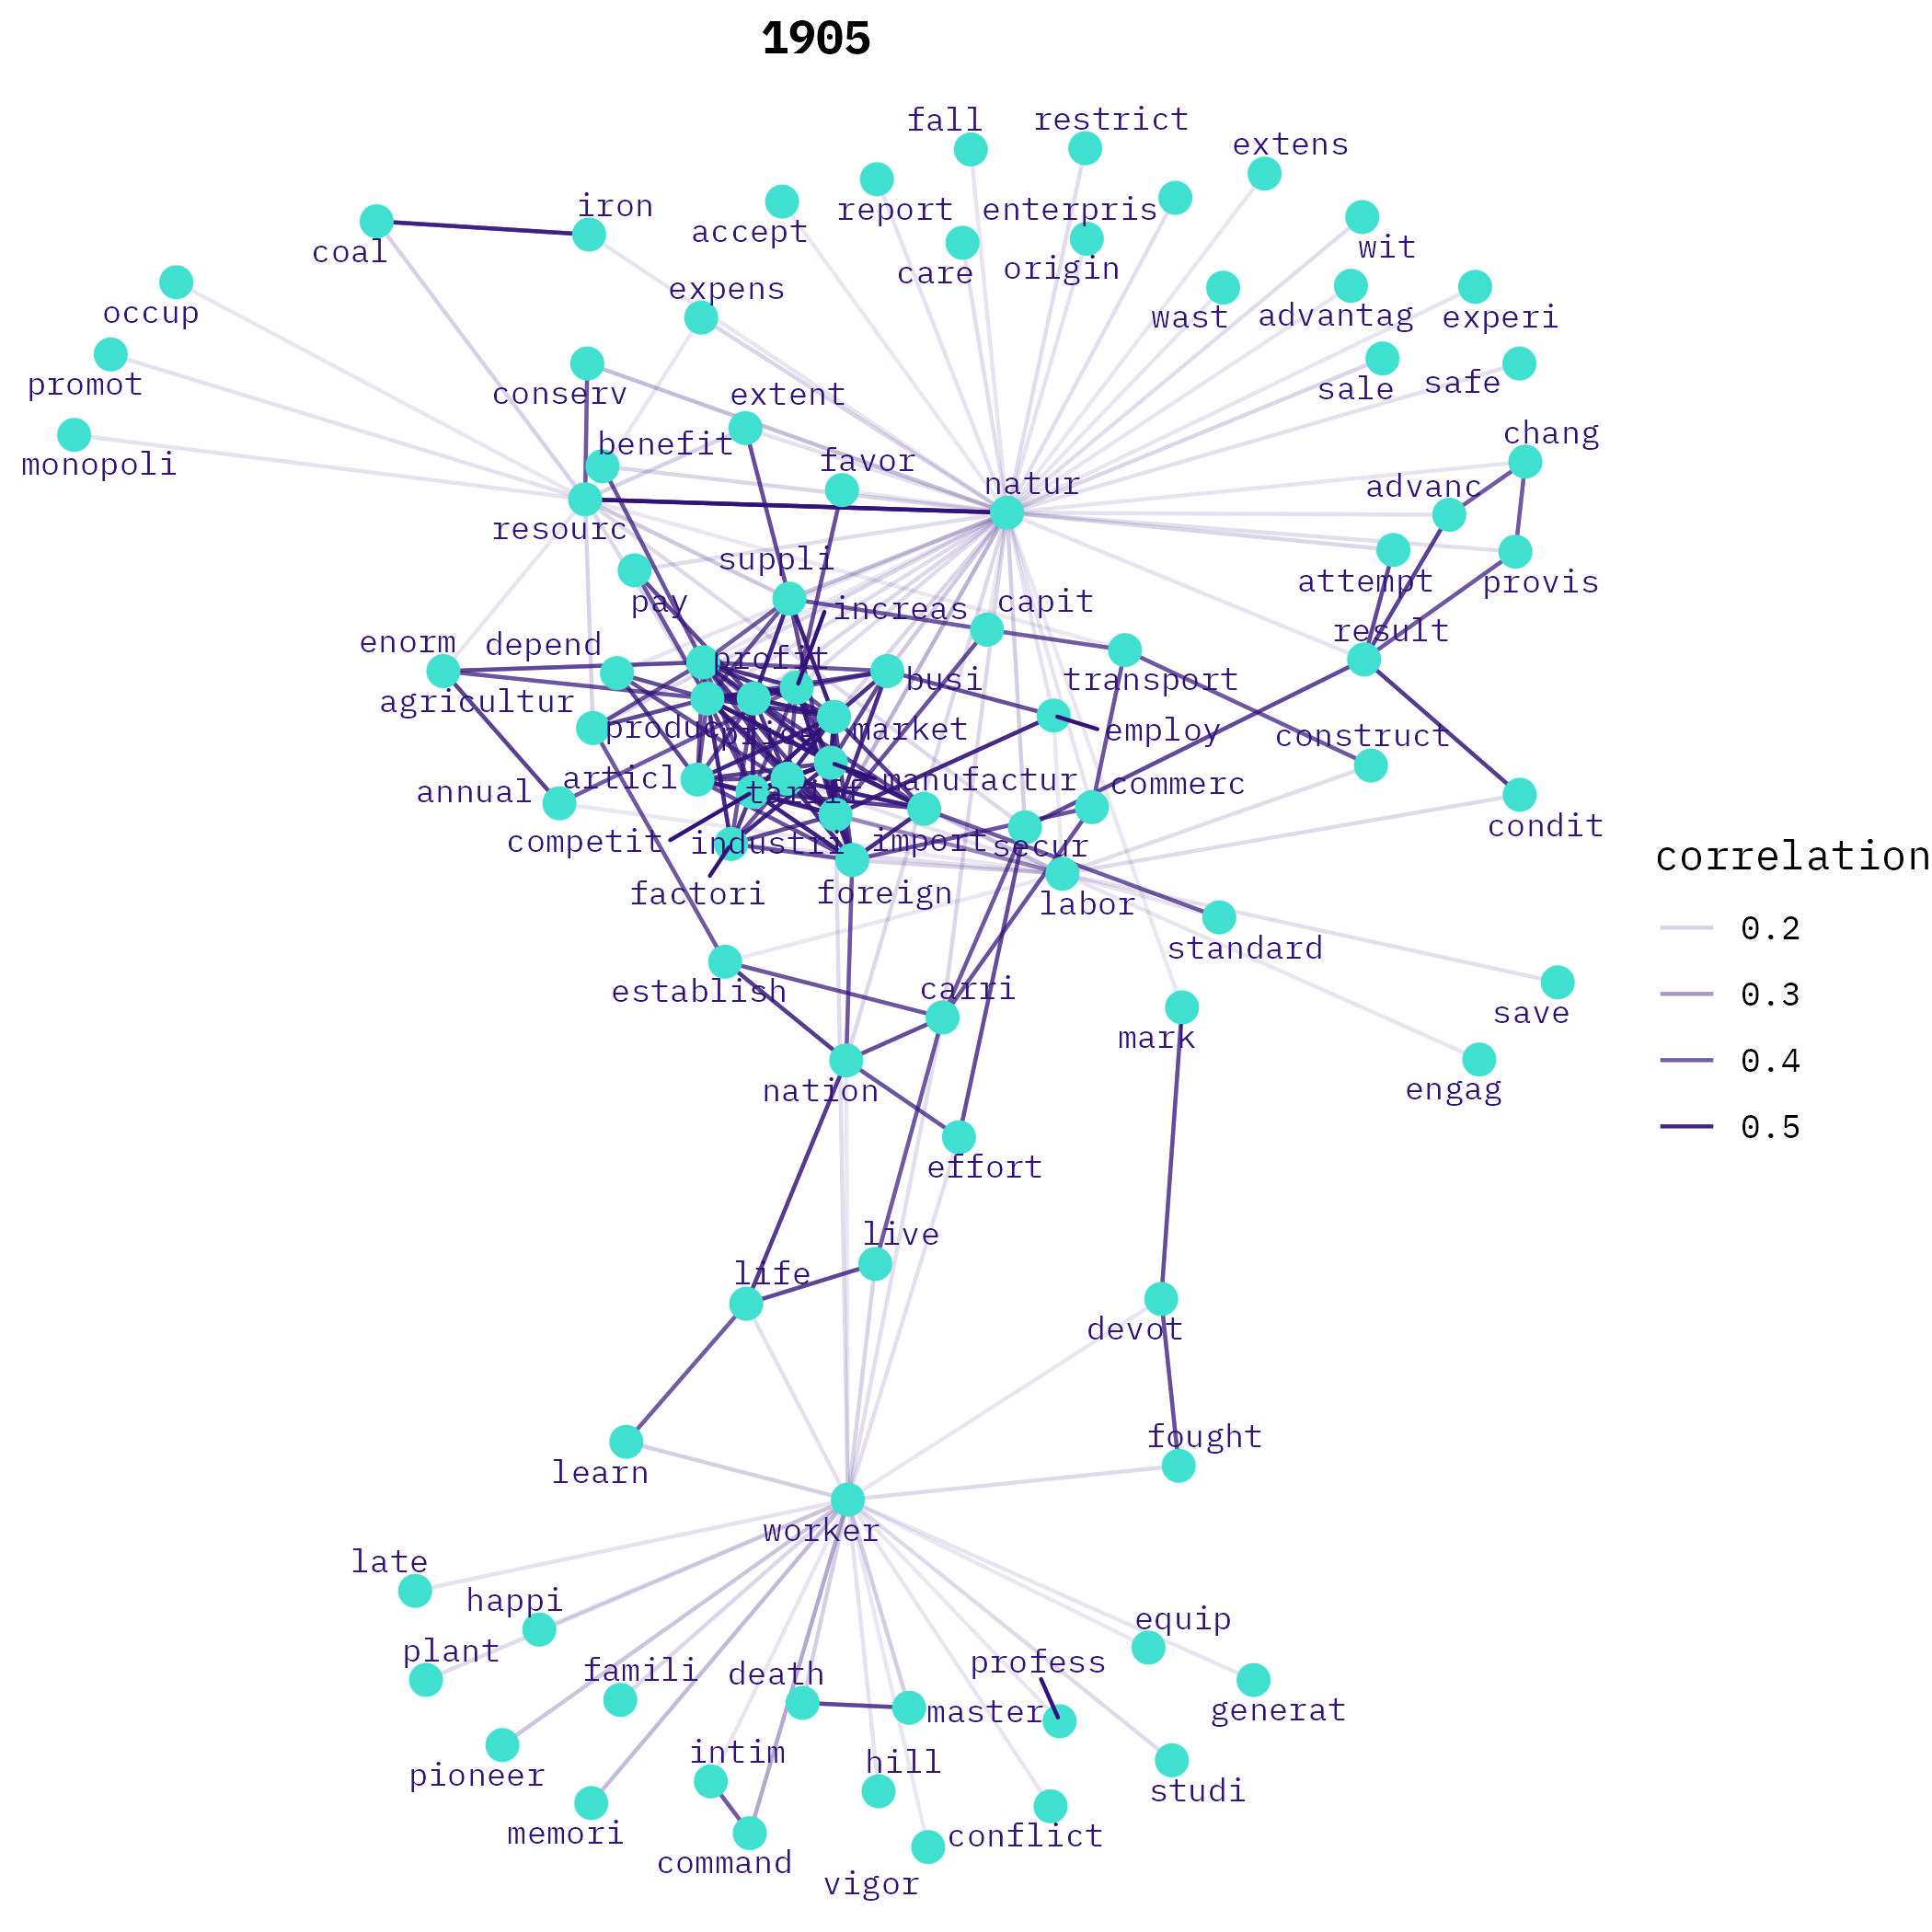 1905
fall
restrict
extens
iron
accept
report
enterpris
coal
care
origin
wit
occup
expens
wast
advantag
experi
promot
conserv
extent
sale
safe
monopoli
benefit
favor
natur
chang
advanc
resourc
suppli
attempt
provis
pay
increas
capit
result
enorm
depend
profit
busi
transport
agricultur
produc
price
market
employ
construct
annual
articl
tariff
manufactur
commerc
condit
competit
industri
import
secur
factori
foreign
labor
standard
establish
carri
mark
save
nation
engag
effort
live
life
devot
learn
fought
worker
late
happi
equip
plant
famili
death
profess
master
generat
pioneer
intim
hill
studi
memori
command
conflict
vigor
correlation
0.2
0.3
0.4
0.5